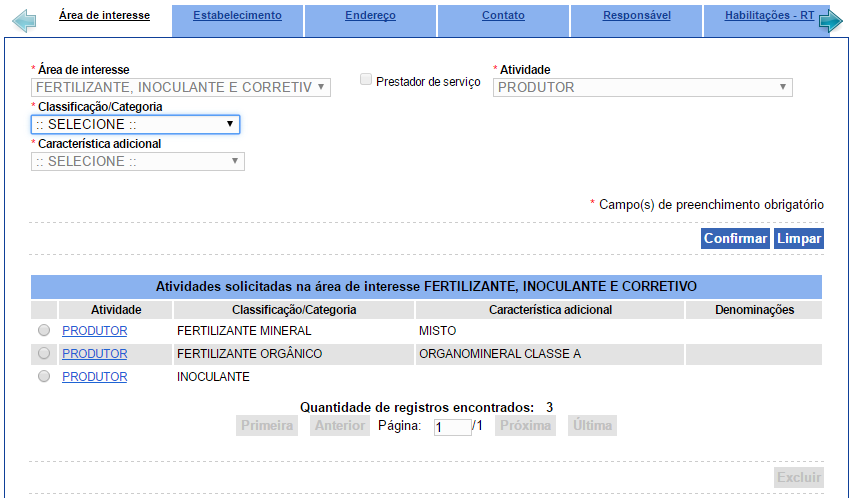 Área de interesse Estabelecimento Endereço Contato Responsável Habilitações - RT
* Área de interesse Prestador de serviço * Atividade
FERTILIZANTE, INOCULANTE E CORRETIV PRODUTOR
* Classificação/Categoria
:: SELECIONE ::
* Característica adicional
:: SELECIONE ::
* Campo(s) de preenchimento obrigatório
Confirmar Limpar
Atividades solicitadas na área de interesse FERTILIZANTE, INOCULANTE E CORRETIVO
Atividade Classificação/Categoria Característica adicional Denominações
PRODUTOR FERTILIZANTE MINERAL MISTO
PRODUTOR FERTILIZANTE ORGÂNICO ORGANOMINERAL CLASSE A
PRODUTOR INOCULANTE
Quantidade de registros encontrados: 3
Primeira Anterior Página: 1 /1 Próxima Última
Excluir